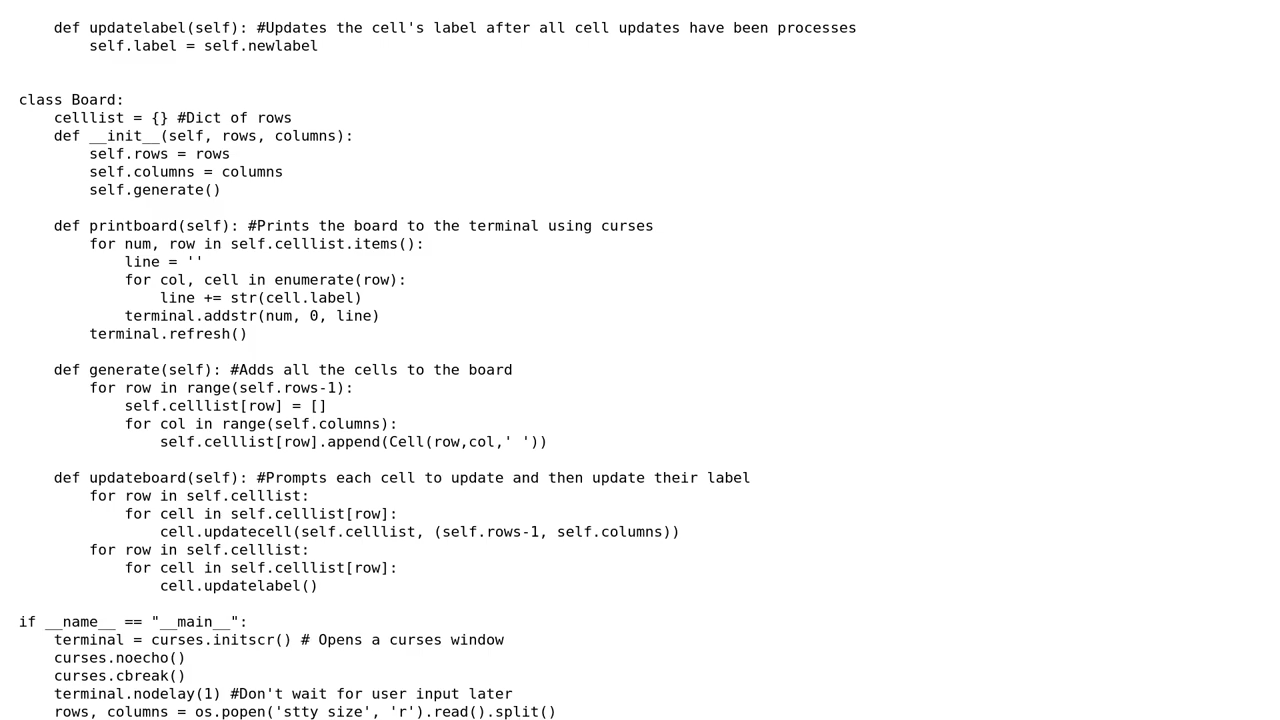 def updatelabel(self): #Updates the cell's label after all cell updates have been processes
        self.label = self.newlabel


class Board:
    celllist = {} #Dict of rows
    def __init__(self, rows, columns):
        self.rows = rows
        self.columns = columns
        self.generate()

    def printboard(self): #Prints the board to the terminal using curses
        for num, row in self.celllist.items():
            line = ''
            for col, cell in enumerate(row):
                line += str(cell.label)
            terminal.addstr(num, 0, line)
        terminal.refresh()

    def generate(self): #Adds all the cells to the board
        for row in range(self.rows-1):
            self.celllist[row] = []
            for col in range(self.columns):
                self.celllist[row].append(Cell(row,col,' '))

    def updateboard(self): #Prompts each cell to update and then update their label
        for row in self.celllist:
            for cell in self.celllist[row]:
                cell.updatecell(self.celllist, (self.rows-1, self.columns))
        for row in self.celllist:
            for cell in self.celllist[row]:
                cell.updatelabel()

if __name__ == "__main__":
    terminal = curses.initscr() # Opens a curses window
    curses.noecho()
    curses.cbreak()
    terminal.nodelay(1) #Don't wait for user input later
    rows, columns = os.popen('stty size', 'r').read().split()